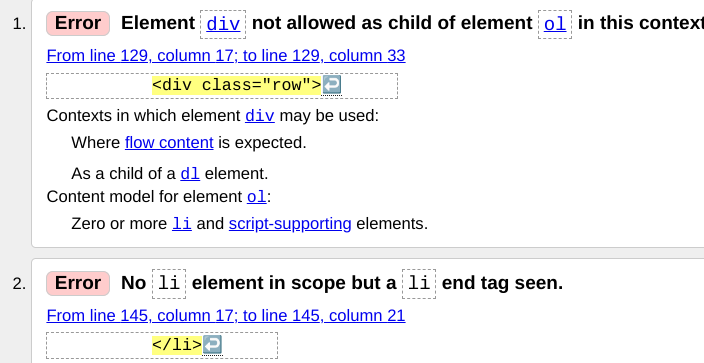 1. Error Element div not allowed as child of element ol in this context
From line 129, column 17; to line 129, column 33
<div class="row">↩
Contexts in which element div may be used:
Where flow content is expected.
As a child of a dl element.
Content model for element ol:
Zero or more li and script-supporting elements.
2. Error No li element in scope but a li end tag seen.
From line 145, column 17; to line 145, column 21
</li>↩